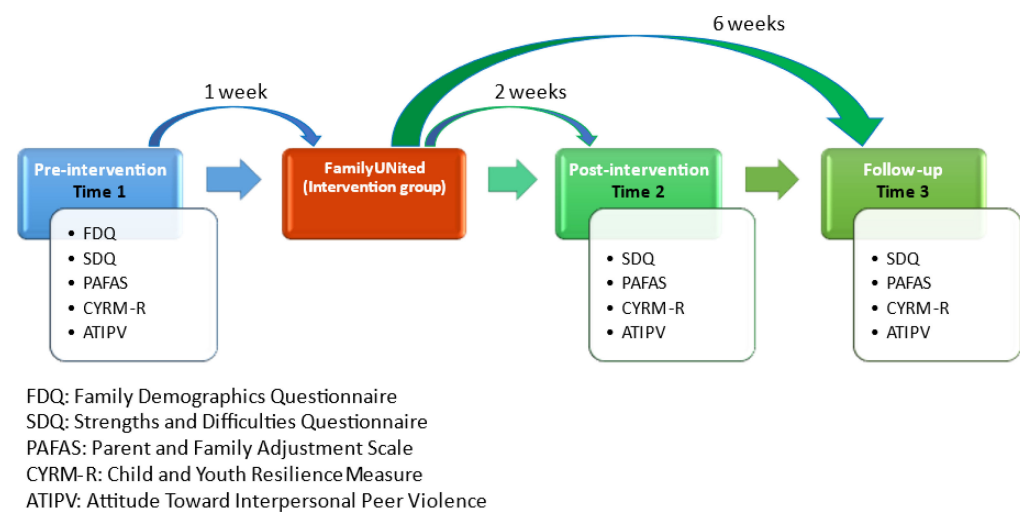 6 weeks
1 week
2 weeks
Pre-intervention
Time 1
FamilyUNited
(Intervention group)
Post-intervention
Time 2
Follow-up
Time 3
• FDQ
• SDQ
• PAFAS
• CYRM-R
• ATIPV
• SDQ
• PAFAS
• CYRM-R
• ATIPV
• SDQ
• PAFAS
• CYRM-R
• ATIPV
FDQ: Family Demographics Questionnaire
SDQ: Strengths and Difficulties Questionnaire
PAFAS: Parent and Family Adjustment Scale
CYRM-R: Child and Youth Resilience Measure
ATIPV: Attitude Toward Interpersonal Peer Violence